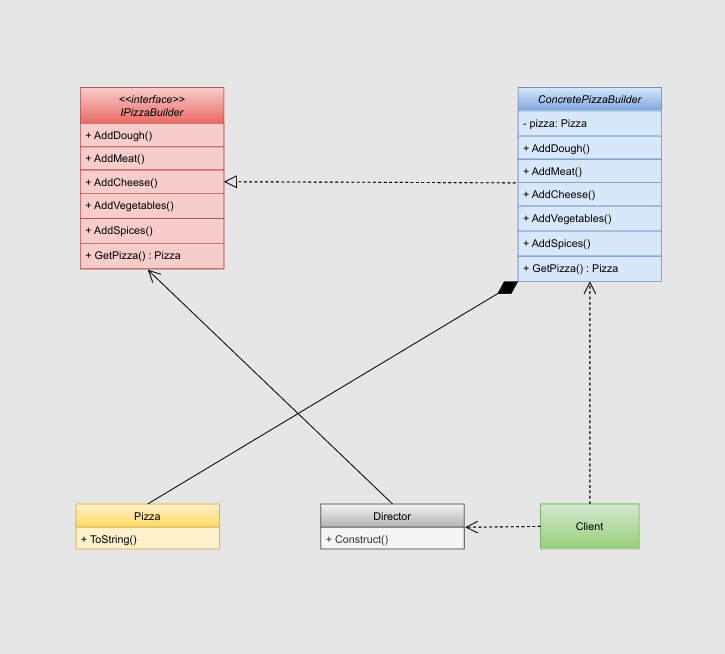 <<interface>>
IPizzaBuilder
+ AddDough()
+ AddMeat()
+ AddCheese()
+ AddVegetables()
+ AddSpices()
+ GetPizza() : Pizza
ConcretePizzaBuilder
- pizza: Pizza
+ AddDough()
+ AddMeat()
+ AddCheese()
+ AddVegetables()
+ AddSpices()
+ GetPizza() : Pizza
Pizza
+ ToString()
Director
+ Construct()
Client